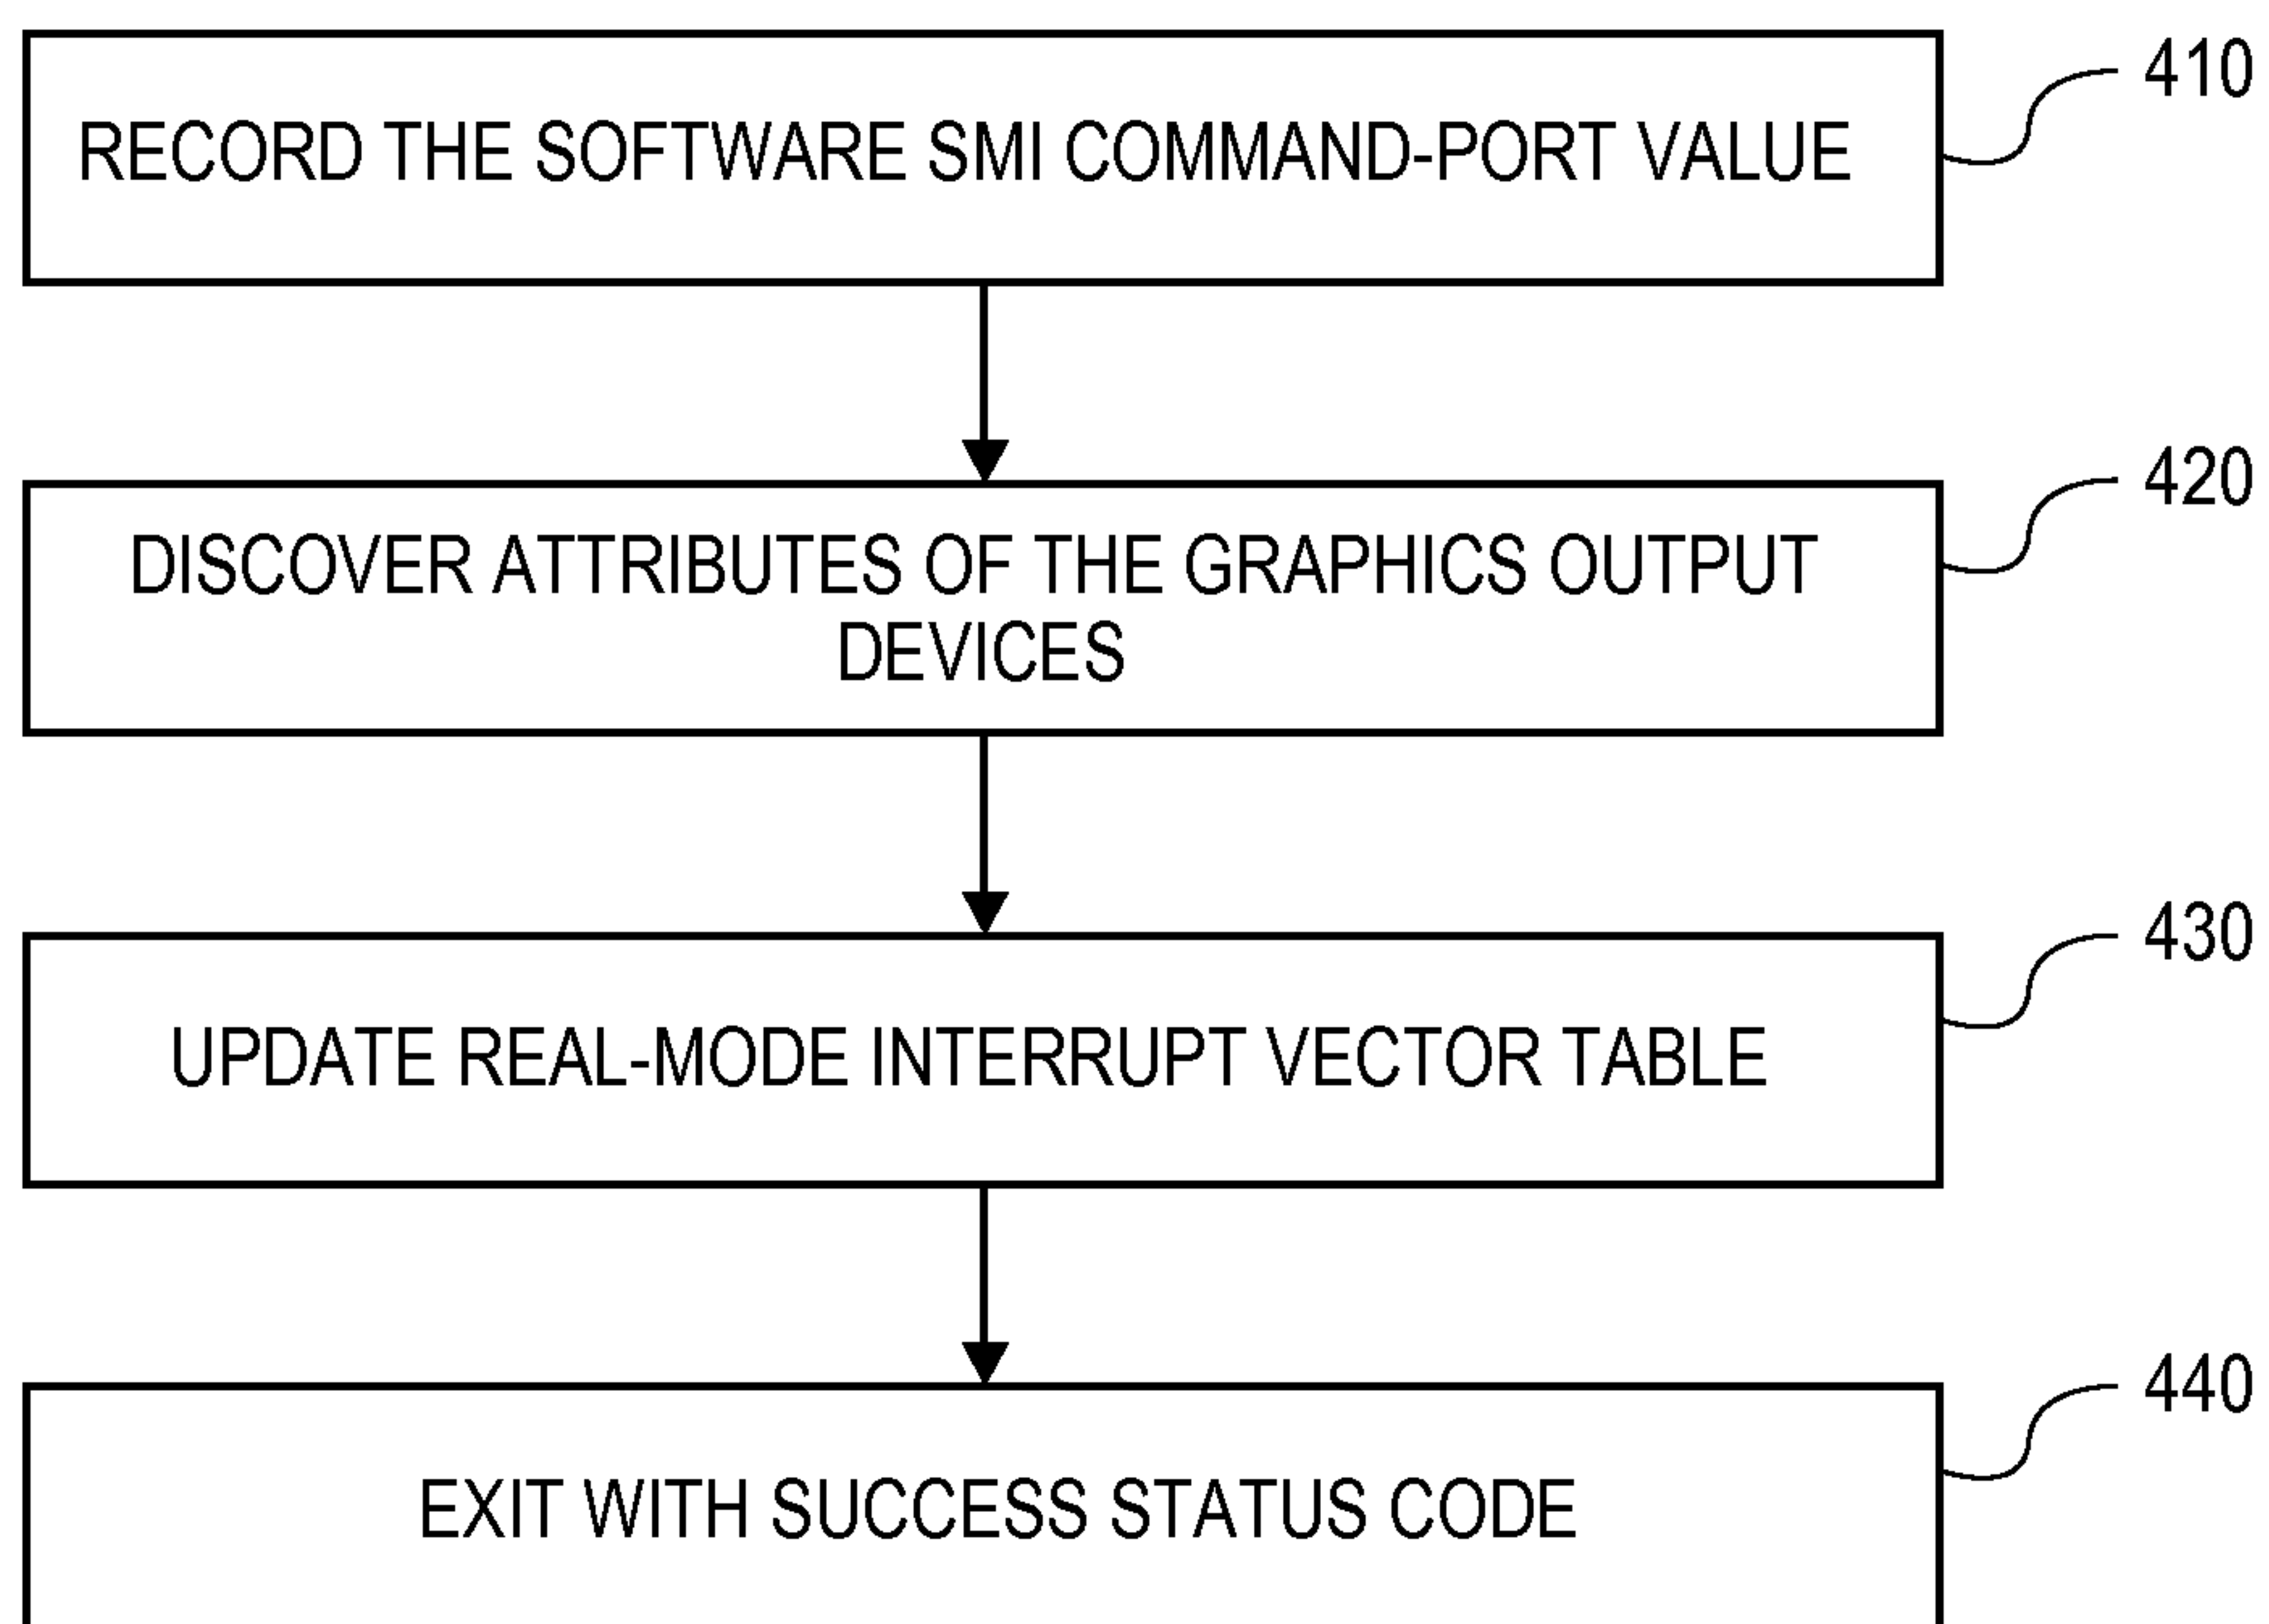 RECORD THE SOFTWARE SMI COMMAND-PORT VALUE
410
DISCOVER ATTRIBUTES OF THE GRAPHICS OUTPUT
DEVICES
420
UPDATE REAL-MODE INTERRUPT VECTOR TABLE
430
EXIT WITH SUCCESS STATUS CODE
440